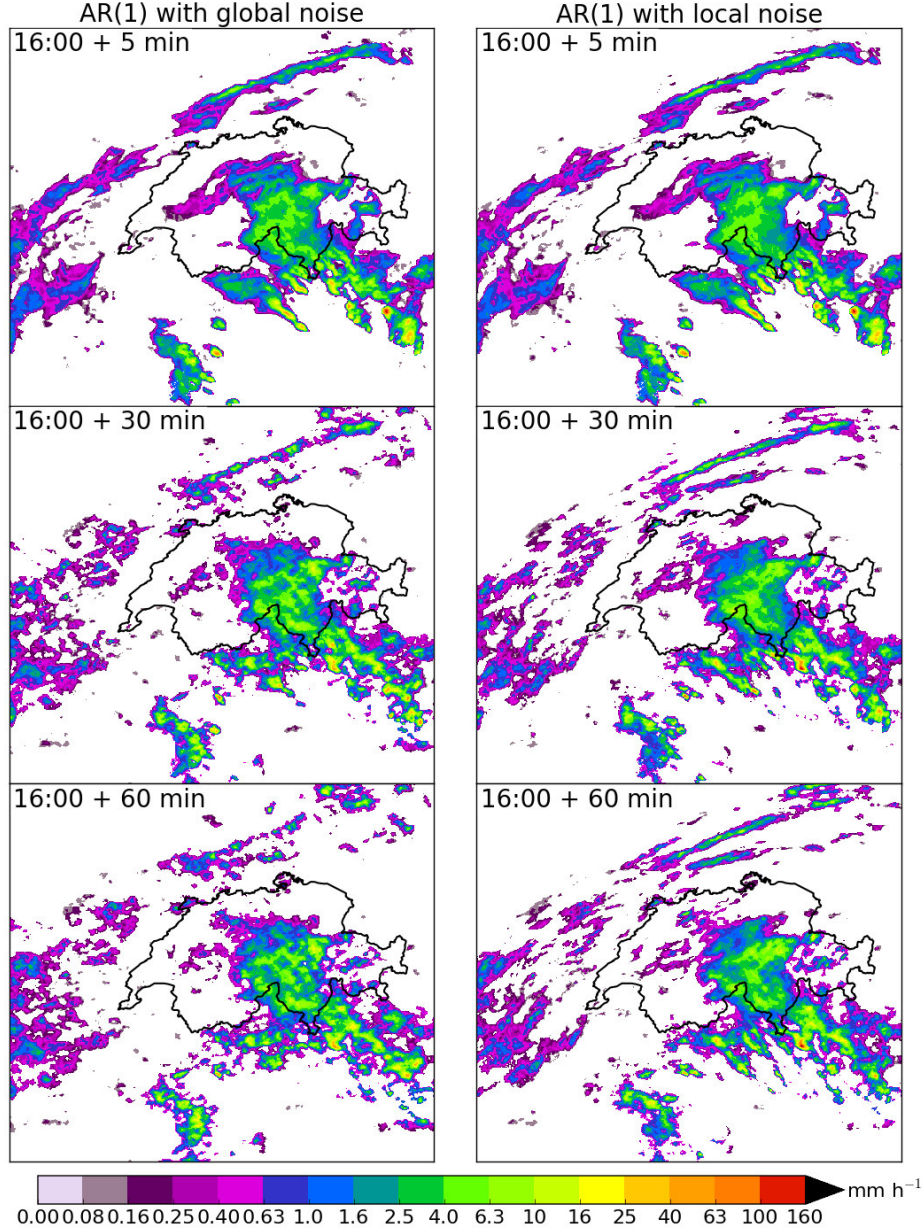 AR(1) with global noise
AR(1) with local noise
16:00 + 5 min
16:00 + 5 min
16:00 + 30 min
16:00 + 30 min
16:00 + 60 min
16:00 + 60 min
0.00 0.08 0.16 0.25 0.40 0.63 1.0 1.6 2.5 4.0 6.3 10 16 25 40 63 100 160 mm h⁻¹